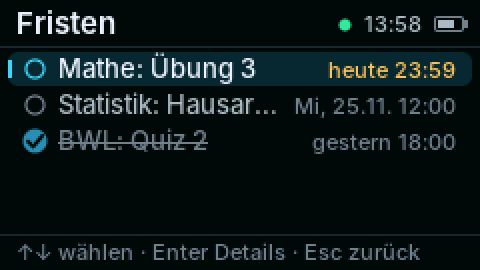 Fristen 13:58
Mathe: Übung 3 heute 23:59
Statistik: Hausar... Mi, 25.11. 12:00
BWL: Quiz 2 gestern 18:00
↑↓ wählen · Enter Details · Esc zurück